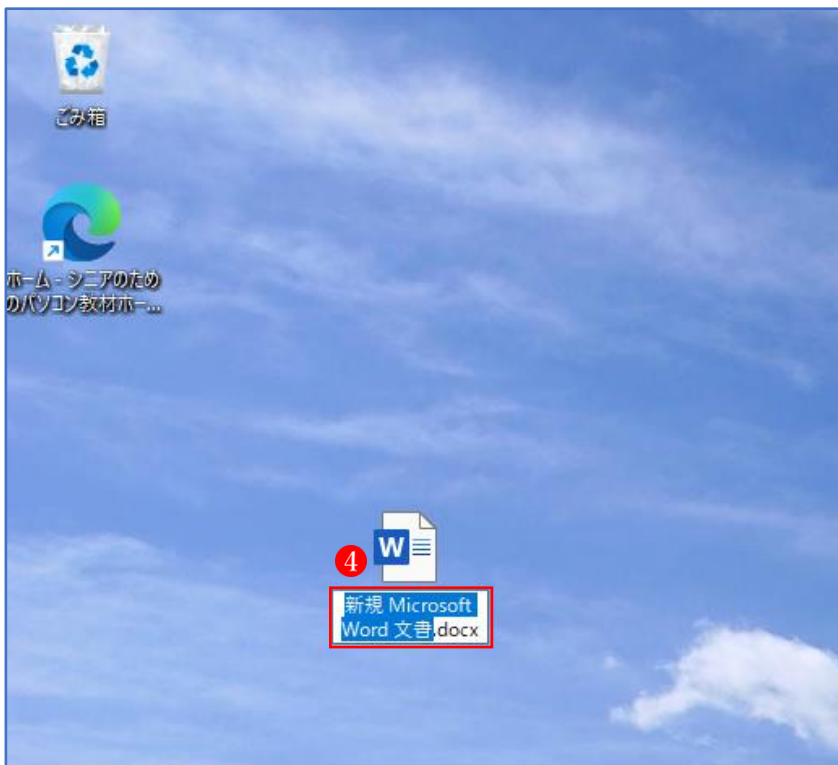 ごみ箱
ホーム - シニアのため
のパソコン教材ホー...
4
W
新規 Microsoft
Word 文書.docx